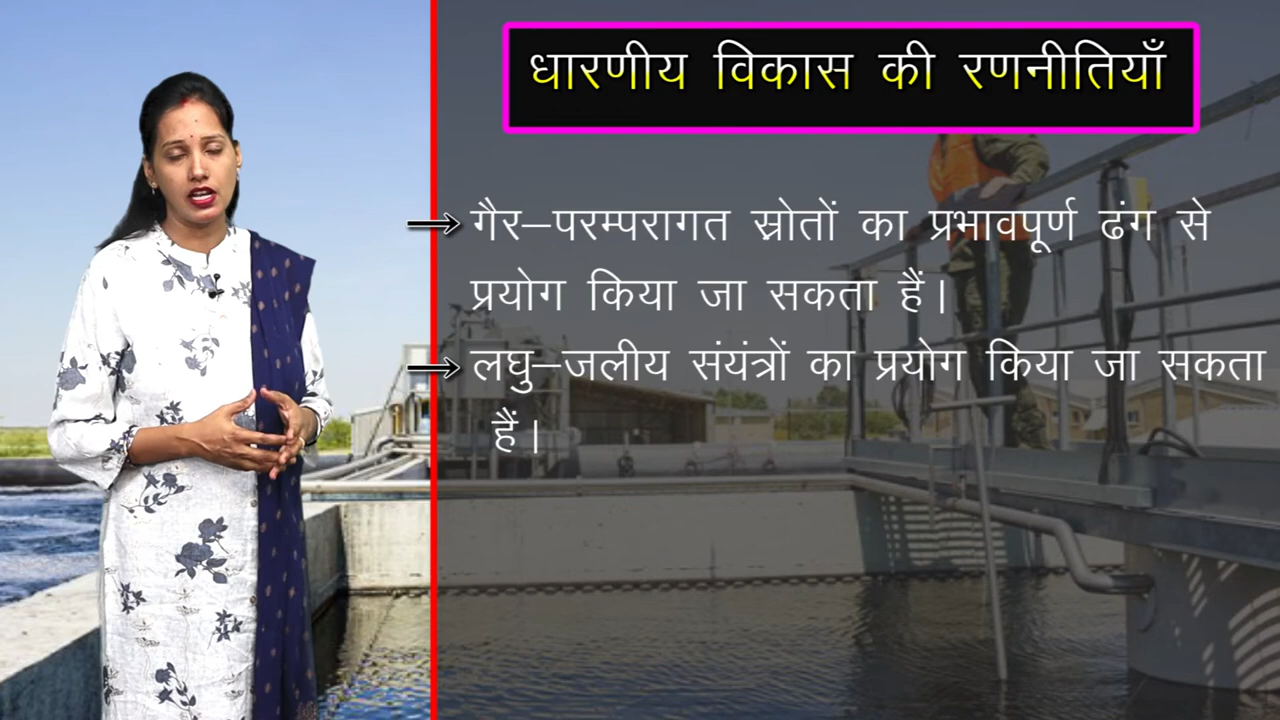 धारणीय विकास की रणनीतियाँ
गैर–परम्परागत स्रोतों का प्रभावपूर्ण ढंग से
प्रयोग किया जा सकता हैं।
लघु–जलीय संयंत्रों का प्रयोग किया जा सकता
हैं।